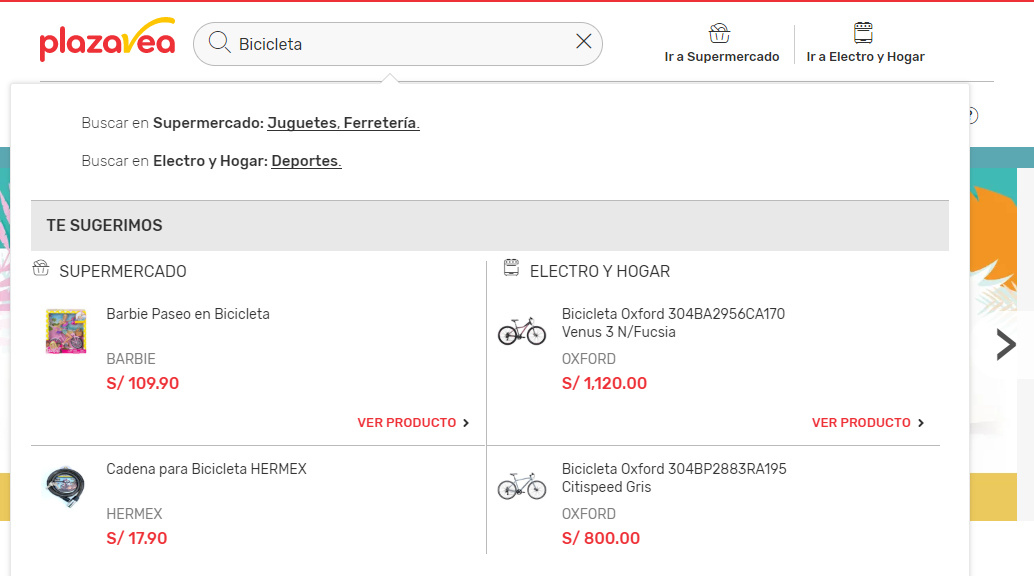 plazavea
Bicicleta
Ir a Supermercado
Ir a Electro y Hogar
Buscar en Supermercado: Juguetes, Ferretería.
Buscar en Electro y Hogar: Deportes.
TE SUGERIMOS
SUPERMERCADO
Barbie Paseo en Bicicleta
BARBIE
S/ 109.90
VER PRODUCTO
Cadena para Bicicleta HERMEX
HERMEX
S/ 17.90
ELECTRO Y HOGAR
Bicicleta Oxford 304BA2956CA170
Venus 3 N/Fucsia
OXFORD
S/ 1,120.00
VER PRODUCTO
Bicicleta Oxford 304BP2883RA195
Citispeed Gris
OXFORD
S/ 800.00